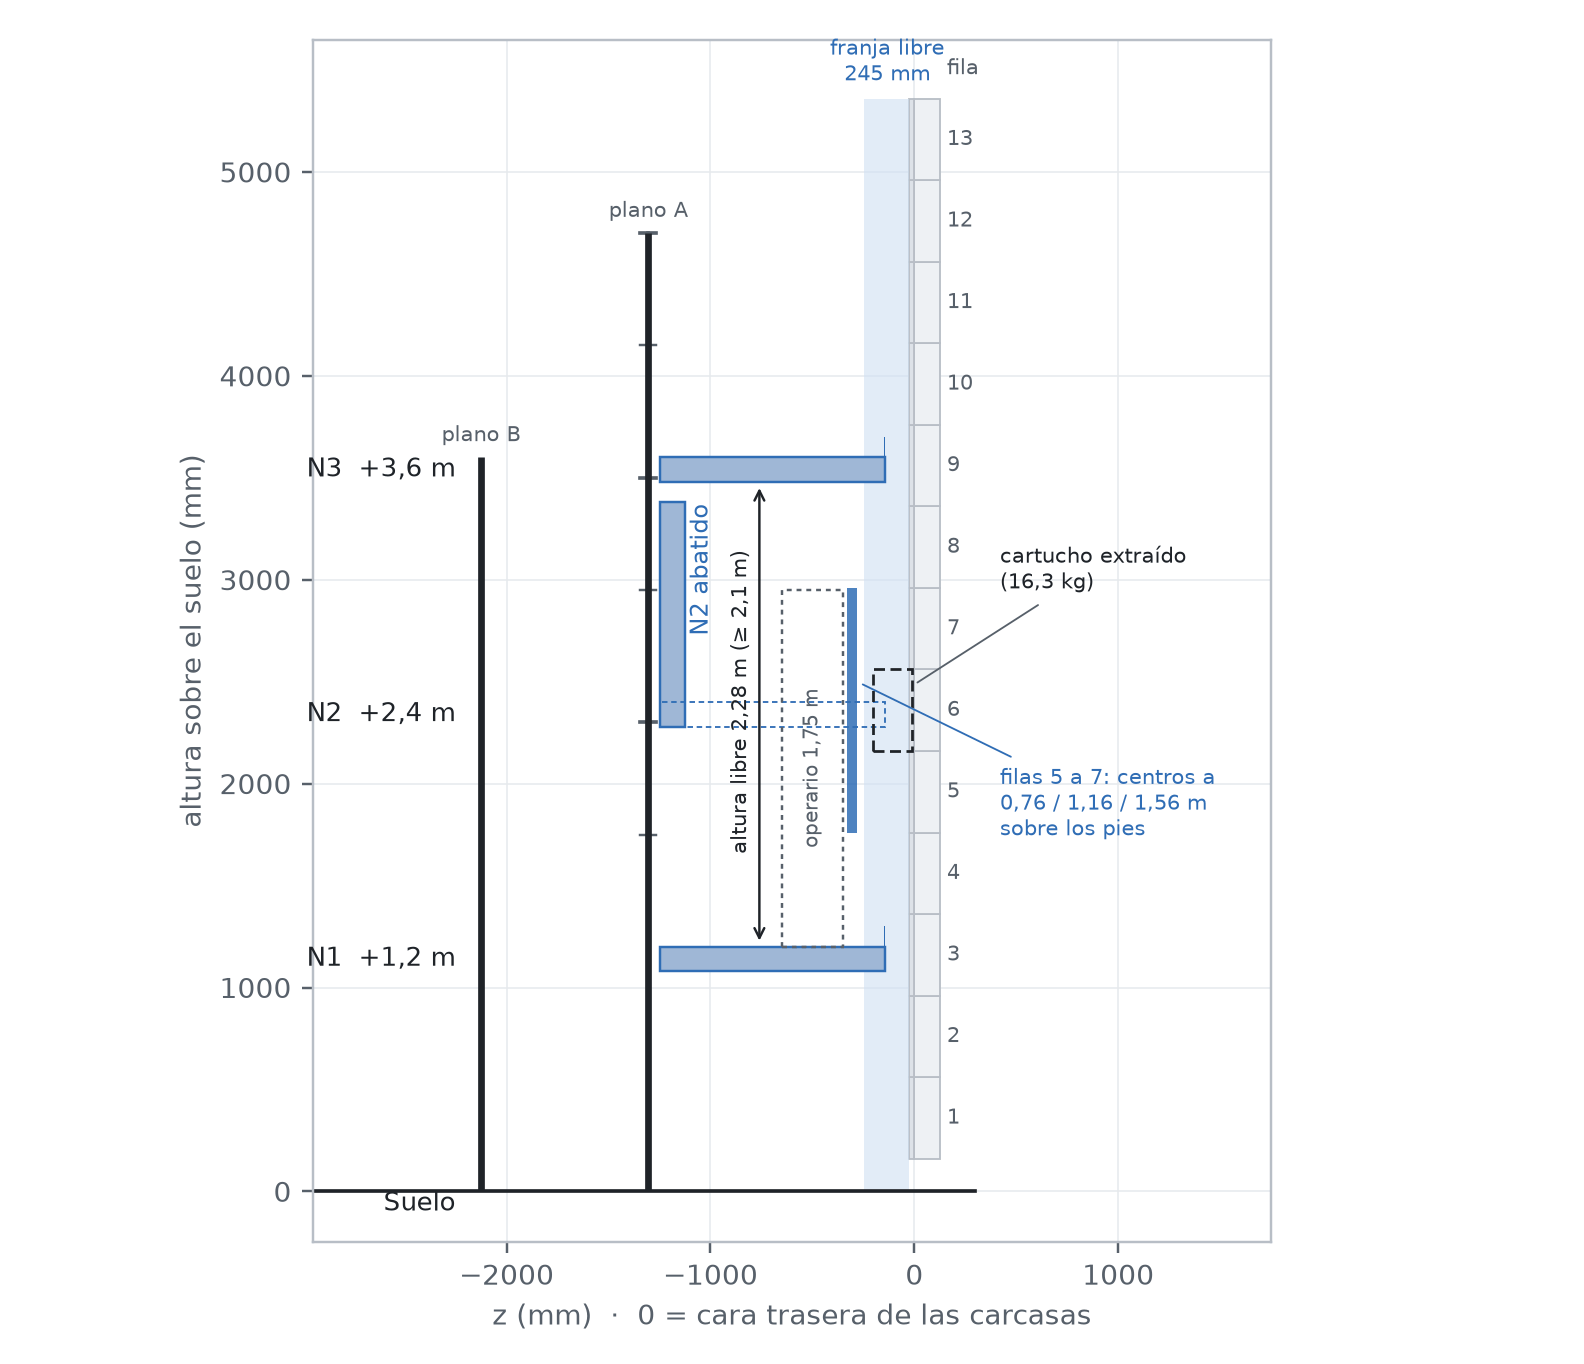 franja libre
245 mm
fila
13
12
11
10
9
8
7
6
5
4
3
2
1
plano A
plano B
N3 +3,6 m
N2 +2,4 m
N1 +1,2 m
Suelo
N2 abatido
altura libre 2,28 m (≥ 2,1 m)
operario 1,75 m
cartucho extraído
(16,3 kg)
filas 5 a 7: centros a
0,76 / 1,16 / 1,56 m
sobre los pies
altura sobre el suelo (mm)
5000
4000
3000
2000
1000
0
−2000
−1000
0
1000
z (mm) · 0 = cara trasera de las carcasas